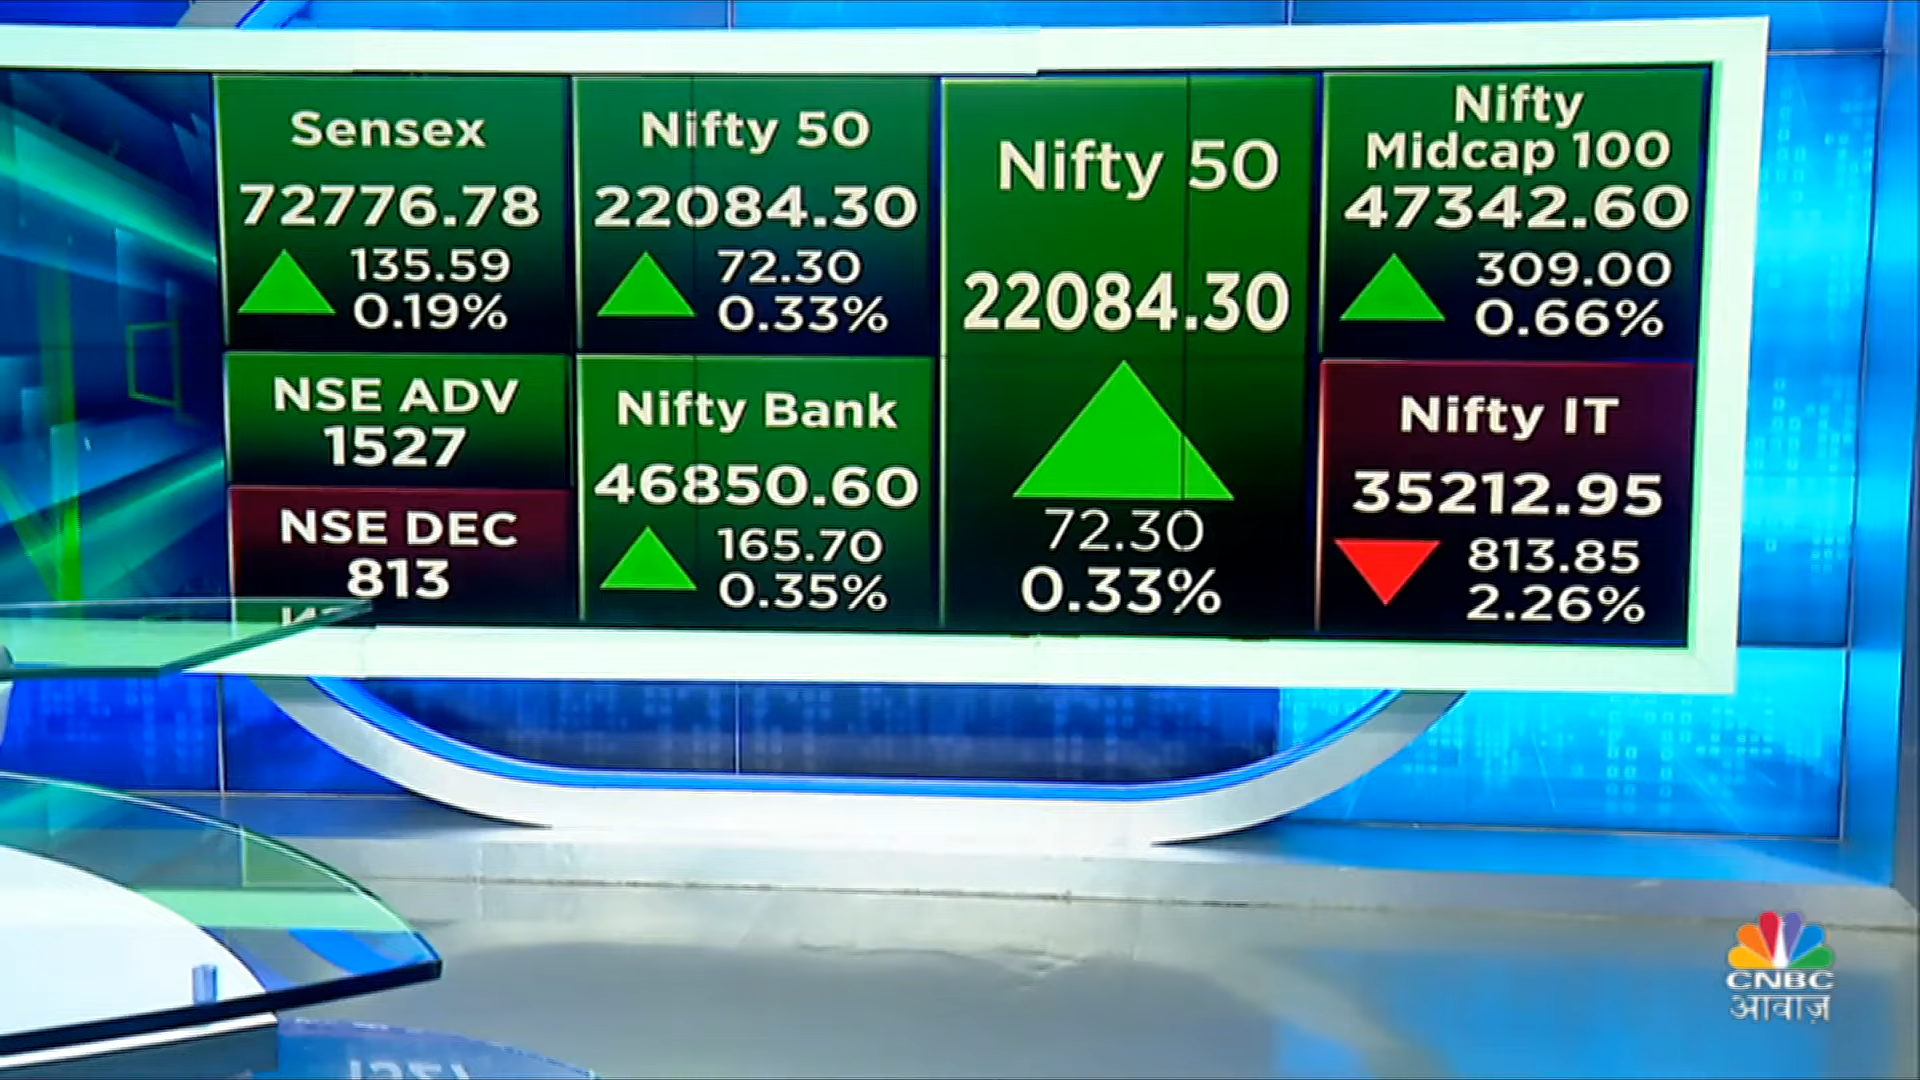 Sensex
72776.78
135.59
0.19%
NSE ADV
1527
NSE DEC
813
Nifty 50
22084.30
72.30
0.33%
Nifty Bank
46850.60
165.70
0.35%
Nifty 50
22084.30
72.30
0.33%
Nifty
Midcap 100
47342.60
309.00
0.66%
Nifty IT
35212.95
813.85
2.26%
CNBC
आवाज़